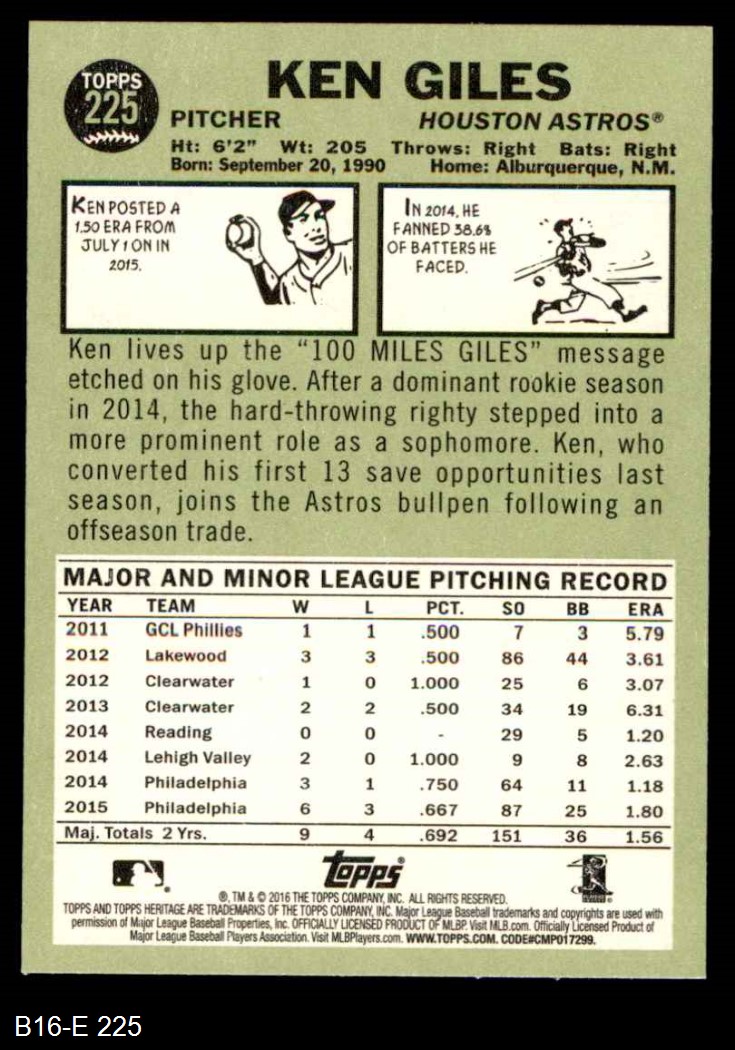 TOPPS
225
KEN GILES
PITCHER HOUSTON ASTROS®
Ht: 6'2" Wt: 205 Throws: Right Bats: Right
Born: September 20, 1990 Home: Alburquerque, N.M.
KEN POSTED A
1.50 ERA FROM
JULY 1 ON IN
2015.
IN 2014, HE
FANNED 38.6%
OF BATTERS HE
FACED.
Ken lives up the “100 MILES GILES” message
etched on his glove. After a dominant rookie season
in 2014, the hard-throwing righty stepped into a
more prominent role as a sophomore. Ken, who
converted his first 13 save opportunities last
season, joins the Astros bullpen following an
offseason trade.
MAJOR AND MINOR LEAGUE PITCHING RECORD
YEAR TEAM W L PCT. SO BB ERA
2011 GCL Phillies 1 1 .500 7 3 5.79
2012 Lakewood 3 3 .500 86 44 3.61
2012 Clearwater 1 0 1.000 25 6 3.07
2013 Clearwater 2 2 .500 34 19 6.31
2014 Reading 0 0 - 29 5 1.20
2014 Lehigh Valley 2 0 1.000 9 8 2.63
2014 Philadelphia 3 1 .750 64 11 1.18
2015 Philadelphia 6 3 .667 87 25 1.80
Maj. Totals 2 Yrs. 9 4 .692 151 36 1.56
topps®
®, TM & © 2016 THE TOPPS COMPANY, INC. ALL RIGHTS RESERVED.
TOPPS AND TOPPS HERITAGE ARE TRADEMARKS OF THE TOPPS COMPANY, INC. Major League Baseball trademarks and copyrights are used with
permission of Major League Baseball Properties, Inc. OFFICIALLY LICENSED PRODUCT OF MLBP. Visit MLB.com. Officially Licensed Product of
Major League Baseball Players Association. Visit MLBPlayers.com. WWW.TOPPS.COM. CODE#CMP017299.
B16-E 225